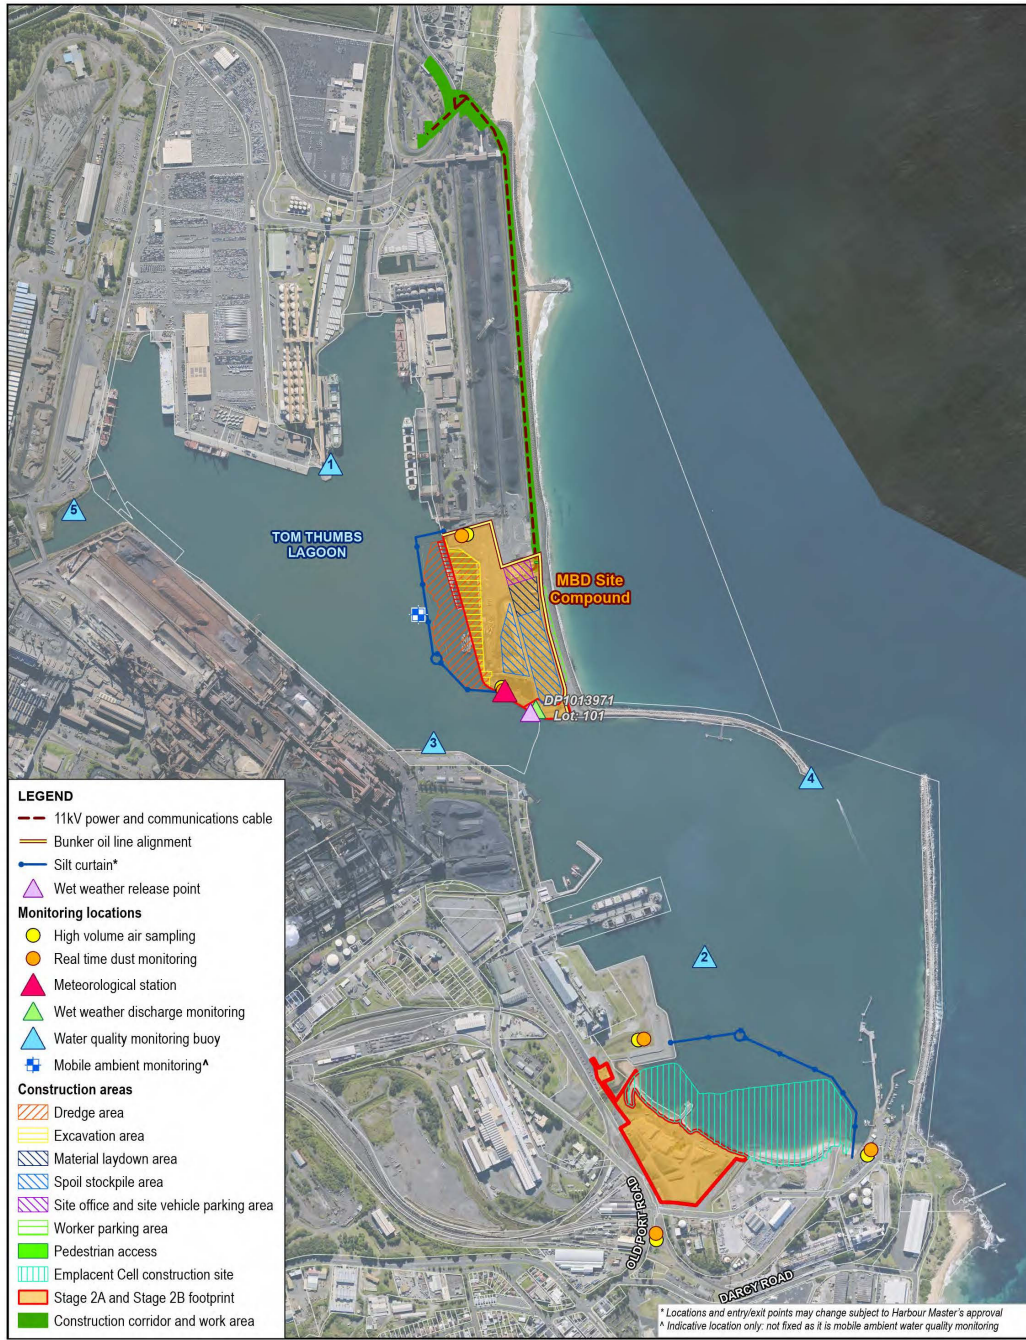 1
5
TOM THUMBS
LAGOON
MBD Site
Compound
DP1013971
Lot: 101
3
4
2
OLD PORT ROAD
DARCY ROAD
LEGEND
11kV power and communications cable
Bunker oil line alignment
Silt curtain*
Wet weather release point
Monitoring locations
High volume air sampling
Real time dust monitoring
Meteorological station
Wet weather discharge monitoring
Water quality monitoring buoy
Mobile ambient monitoring^
Construction areas
Dredge area
Excavation area
Material laydown area
Spoil stockpile area
Site office and site vehicle parking area
Worker parking area
Pedestrian access
Emplacent Cell construction site
Stage 2A and Stage 2B footprint
Construction corridor and work area
* Locations and entry/exit points may change subject to Harbour Master's approval
^ Indicative location only: not fixed as it is mobile ambient water quality monitoring